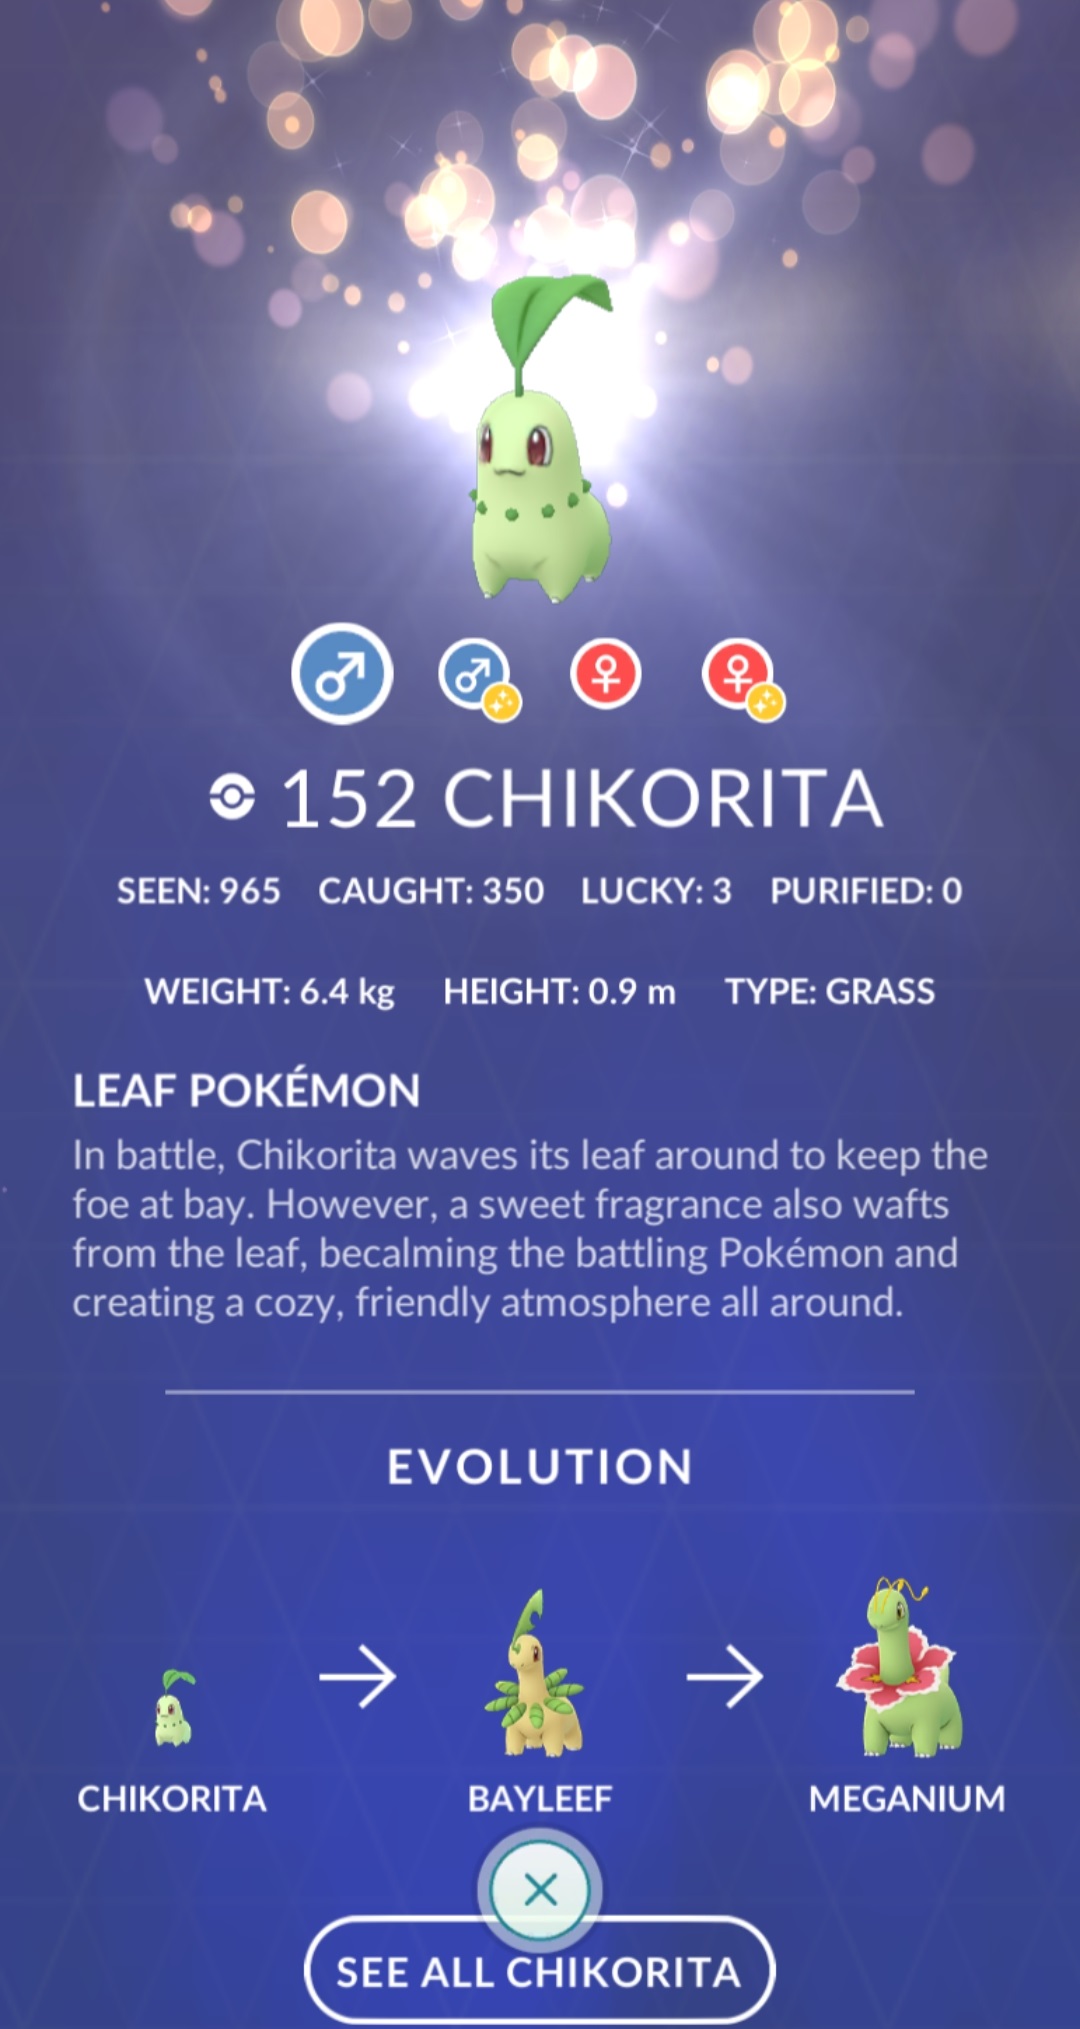 152 CHIKORITA
SEEN: 965 CAUGHT: 350 LUCKY: 3 PURIFIED: 0
WEIGHT: 6.4 kg HEIGHT: 0.9 m TYPE: GRASS
LEAF POKÉMON
In battle, Chikorita waves its leaf around to keep the
foe at bay. However, a sweet fragrance also wafts
from the leaf, becalming the battling Pokémon and
creating a cozy, friendly atmosphere all around.
EVOLUTION
CHIKORITA BAYLEEF MEGANIUM
SEE ALL CHIKORITA